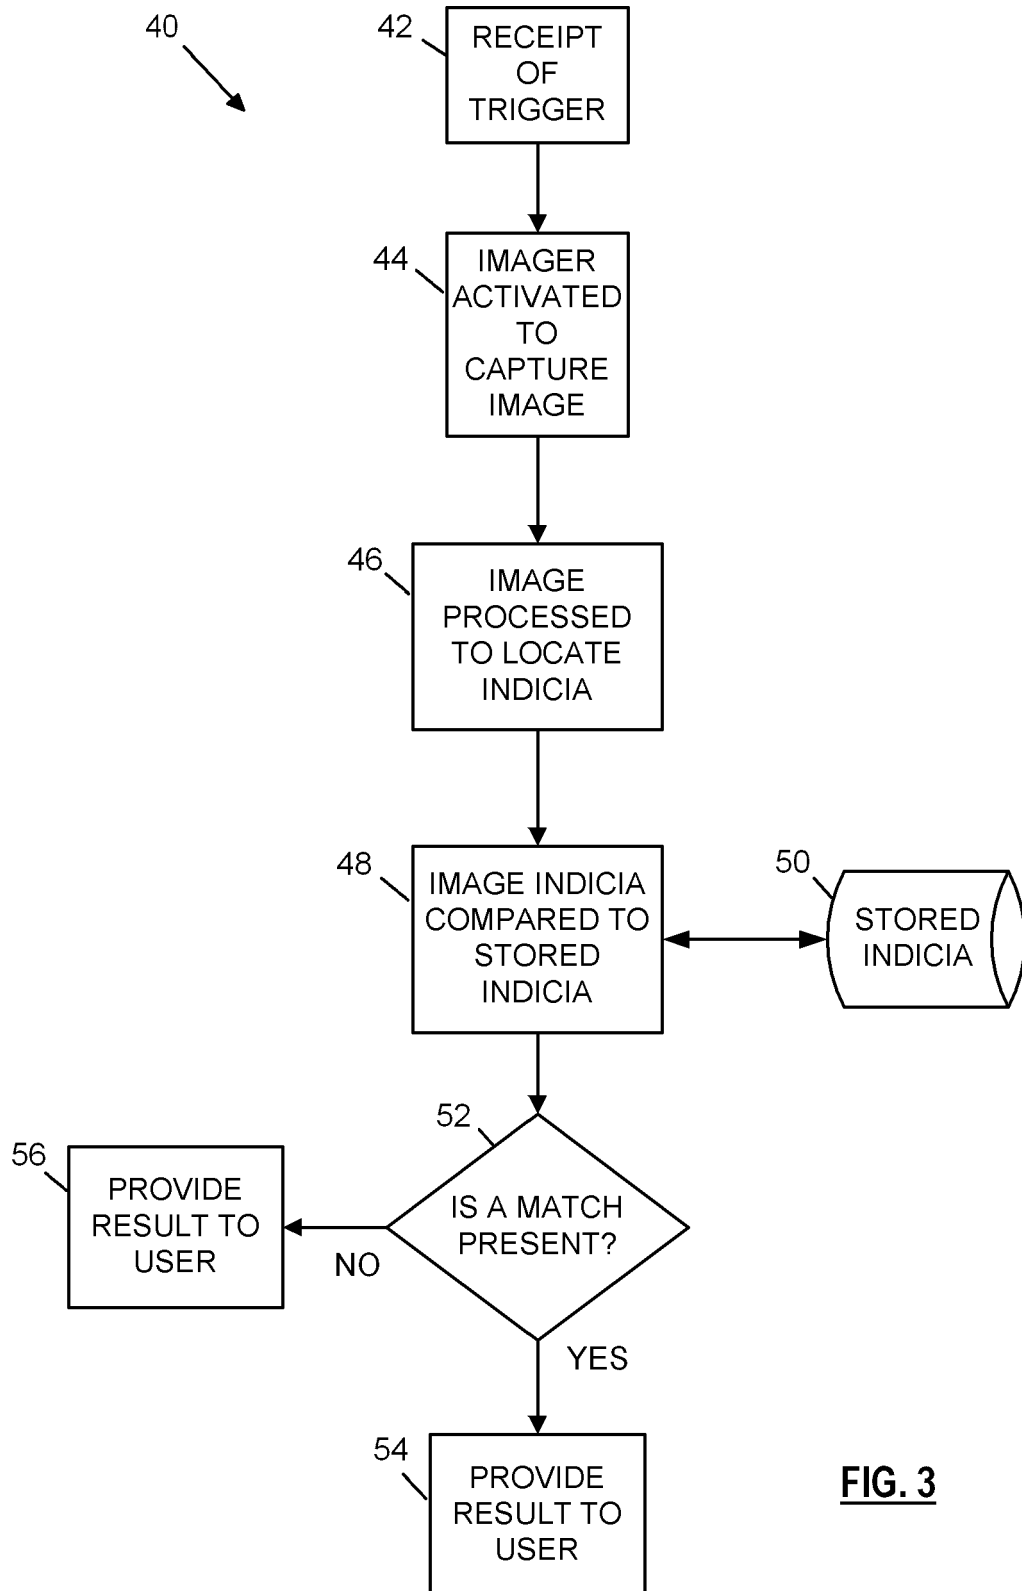 40
42
RECEIPT
OF
TRIGGER
44
IMAGER
ACTIVATED
TO
CAPTURE
IMAGE
46
IMAGE
PROCESSED
TO LOCATE
INDICIA
48
IMAGE INDICIA
COMPARED TO
STORED
INDICIA
50
STORED
INDICIA
52
IS A MATCH
PRESENT?
56
PROVIDE
RESULT TO
USER
NO
YES
54
PROVIDE
RESULT TO
USER
FIG. 3